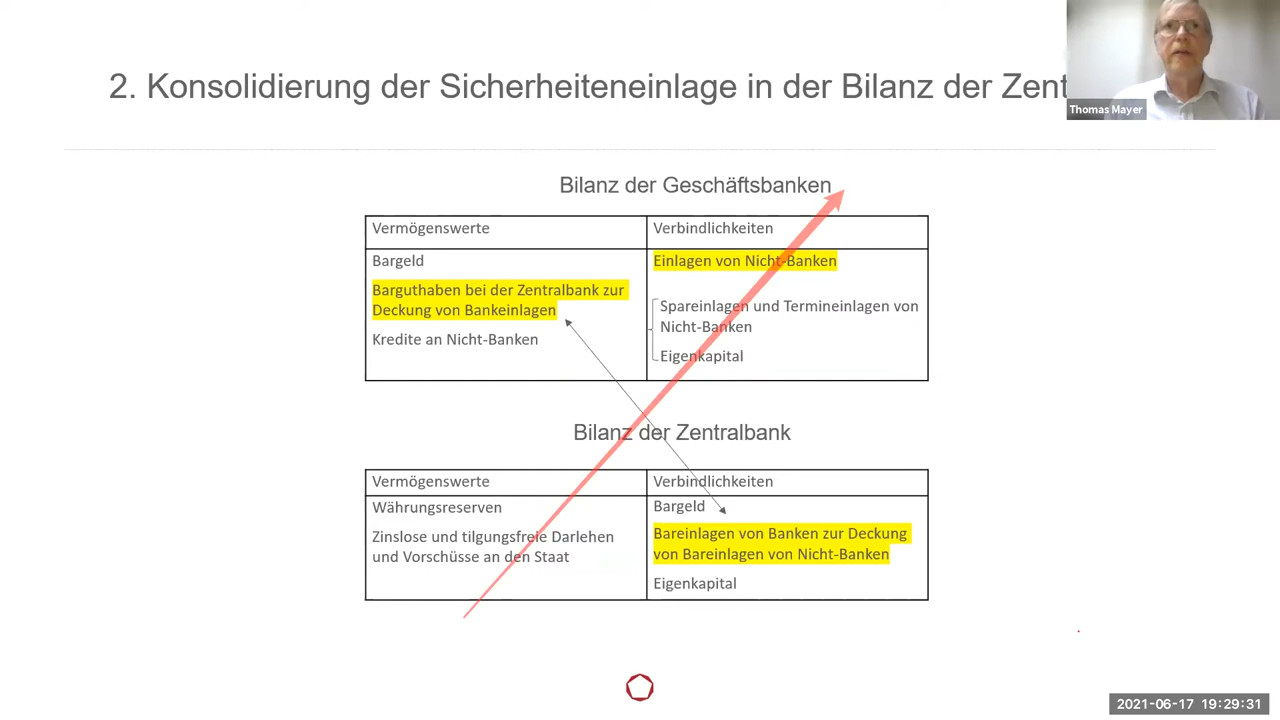 2. Konsolidierung der Sicherheiteneinlage in der Bilanz der Zent
Thomas Mayer
Bilanz der Geschäftsbanken
Vermögenswerte
Verbindlichkeiten
Bargeld
Einlagen von Nicht-Banken
Barguthaben bei der Zentralbank zur
Deckung von Bankeinlagen
Spareinlagen und Termineinlagen von
Nicht-Banken
Kredite an Nicht-Banken
Eigenkapital
Bilanz der Zentralbank
Vermögenswerte
Verbindlichkeiten
Währungsreserven
Bargeld
Zinslose und tilgungsfreie Darlehen
und Vorschüsse an den Staat
Bareinlagen von Banken zur Deckung
von Bareinlagen von Nicht-Banken
Eigenkapital
2021-06-17 19:29:31